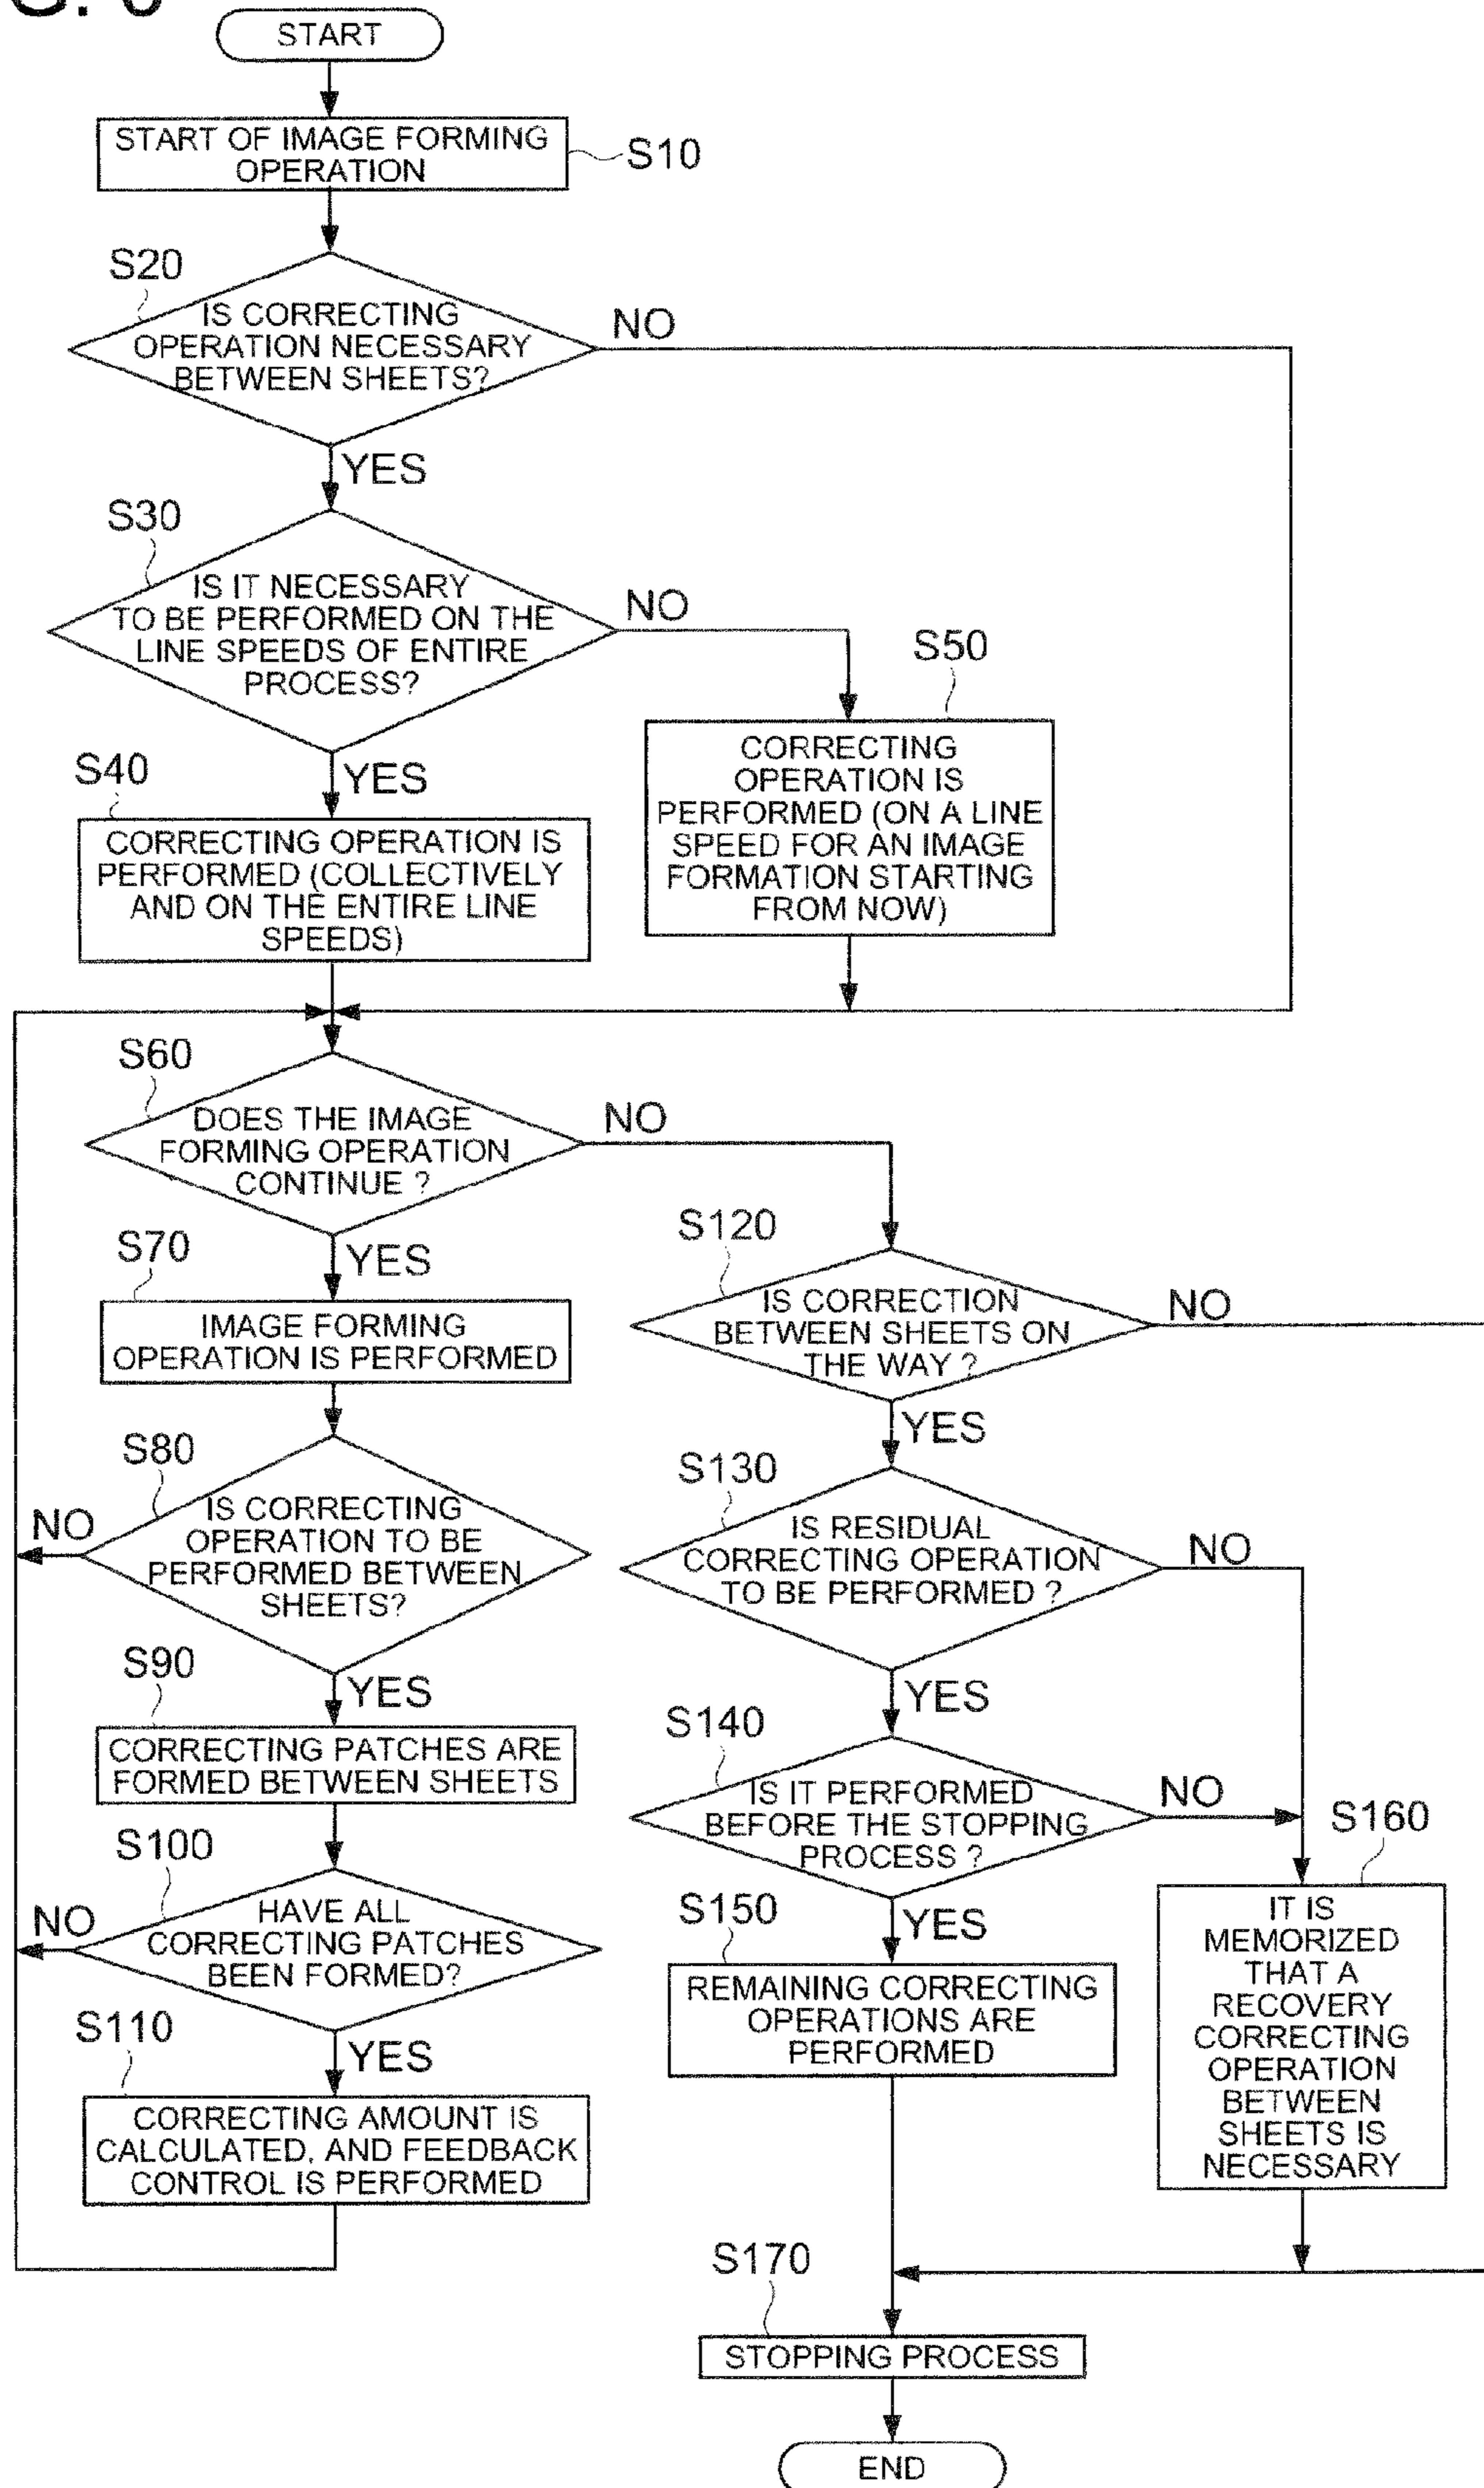 START
START OF IMAGE FORMING
OPERATION
S10
S20
IS CORRECTING
OPERATION NECESSARY
BETWEEN SHEETS?
NO
YES
S30
IS IT NECESSARY
TO BE PERFORMED ON THE
LINE SPEEDS OF ENTIRE
PROCESS?
NO
YES
S40
CORRECTING OPERATION IS
PERFORMED (COLLECTIVELY
AND ON THE ENTIRE LINE
SPEEDS)
S50
CORRECTING
OPERATION IS
PERFORMED (ON A LINE
SPEED FOR AN IMAGE
FORMATION STARTING
FROM NOW)
S60
DOES THE IMAGE
FORMING OPERATION
CONTINUE ?
NO
YES
S70
IMAGE FORMING
OPERATION IS PERFORMED
S80
IS CORRECTING
OPERATION TO BE
PERFORMED BETWEEN
SHEETS?
NO
YES
S90
CORRECTING PATCHES ARE
FORMED BETWEEN SHEETS
S100
HAVE ALL
CORRECTING PATCHES
BEEN FORMED?
NO
YES
S110
CORRECTING AMOUNT IS
CALCULATED, AND FEEDBACK
CONTROL IS PERFORMED
S120
IS CORRECTION
BETWEEN SHEETS ON
THE WAY ?
NO
YES
S130
IS RESIDUAL
CORRECTING OPERATION
TO BE PERFORMED ?
NO
YES
S140
IS IT PERFORMED
BEFORE THE STOPPING
PROCESS ?
NO
YES
S150
REMAINING CORRECTING
OPERATIONS ARE
PERFORMED
S160
IT IS
MEMORIZED
THAT A
RECOVERY
CORRECTING
OPERATION
BETWEEN
SHEETS IS
NECESSARY
S170
STOPPING PROCESS
END